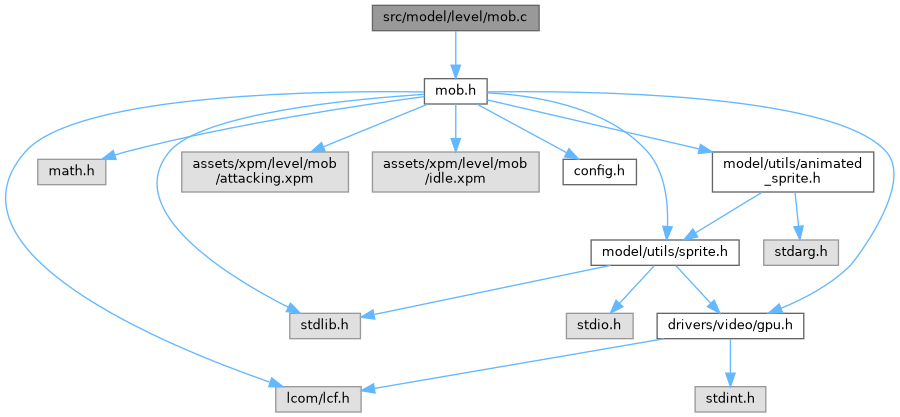 src/model/level/mob.c
mob.h
math.h
assets/xpm/level/mob
/attacking.xpm
assets/xpm/level/mob
/idle.xpm
config.h
model/utils/animated
_sprite.h
model/utils/sprite.h
stdarg.h
stdlib.h
stdio.h
drivers/video/gpu.h
lcom/lcf.h
stdint.h